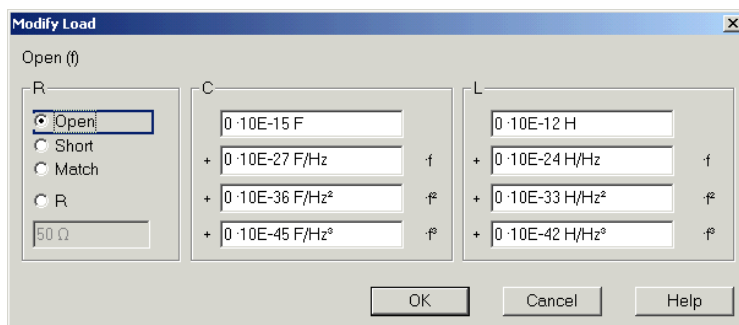 Modify Load
Open (f)
R
Open
Short
Match
R
50 Ω
C
0 ·10E-15 F
+ 0 ·10E-27 F/Hz ·f
+ 0 ·10E-36 F/Hz² ·f²
+ 0 ·10E-45 F/Hz³ ·f³
L
0 ·10E-12 H
+ 0 ·10E-24 H/Hz ·f
+ 0 ·10E-33 H/Hz² ·f²
+ 0 ·10E-42 H/Hz³ ·f³
OK Cancel Help